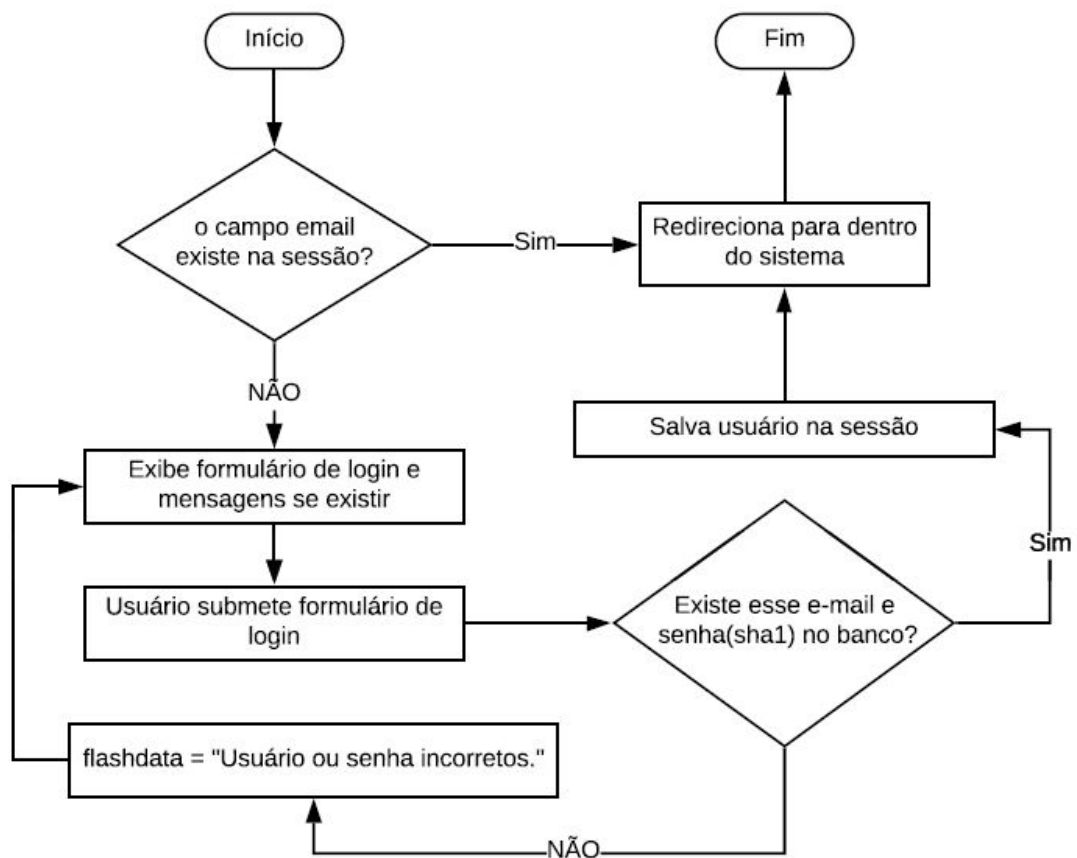 Início
Fim
o campo email
existe na sessão?
Sim
Redireciona para dentro
do sistema
NÃO
Salva usuário na sessão
Exibe formulário de login e
mensagens se existir
Sim
Usuário submete formulário de
login
Existe esse e-mail e
senha(sha1) no banco?
flashdata = "Usuário ou senha incorretos."
NÃO